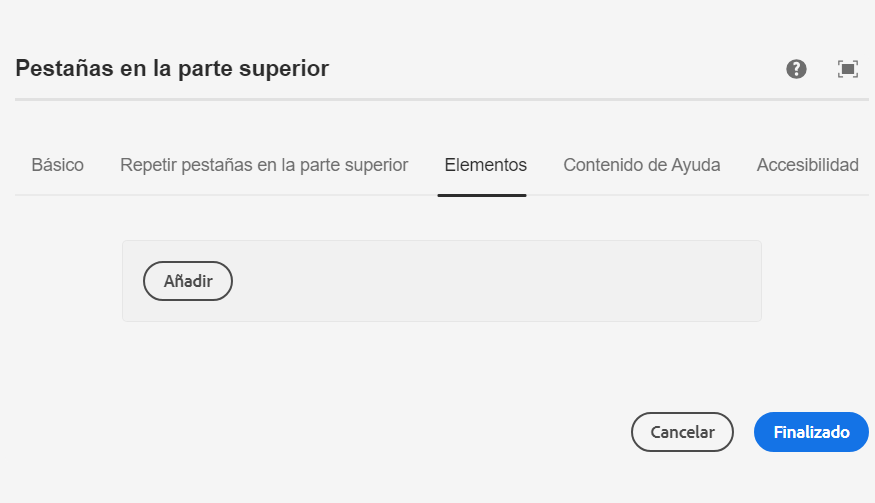 Pestañas en la parte superior
Básico Repetir pestañas en la parte superior Elementos Contenido de Ayuda Accesibilidad
Añadir
Cancelar Finalizado